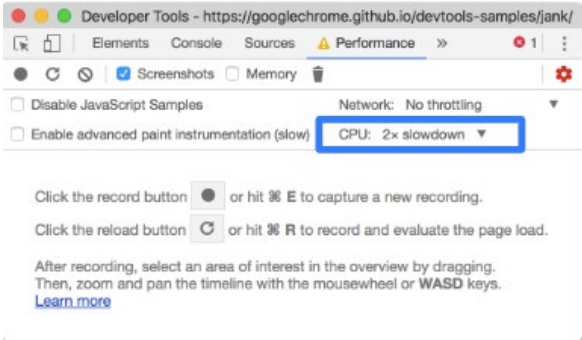 Developer Tools - https://googlechrome.github.io/devtools-samples/jank/
Elements Console Sources Performance » 1
Screenshots Memory
Disable JavaScript Samples Network: No throttling ▼
Enable advanced paint instrumentation (slow) CPU: 2× slowdown ▼
Click the record button or hit ⌘ E to capture a new recording.
Click the reload button or hit ⌘ R to record and evaluate the page load.
After recording, select an area of interest in the overview by dragging.
Then, zoom and pan the timeline with the mousewheel or WASD keys.
Learn more